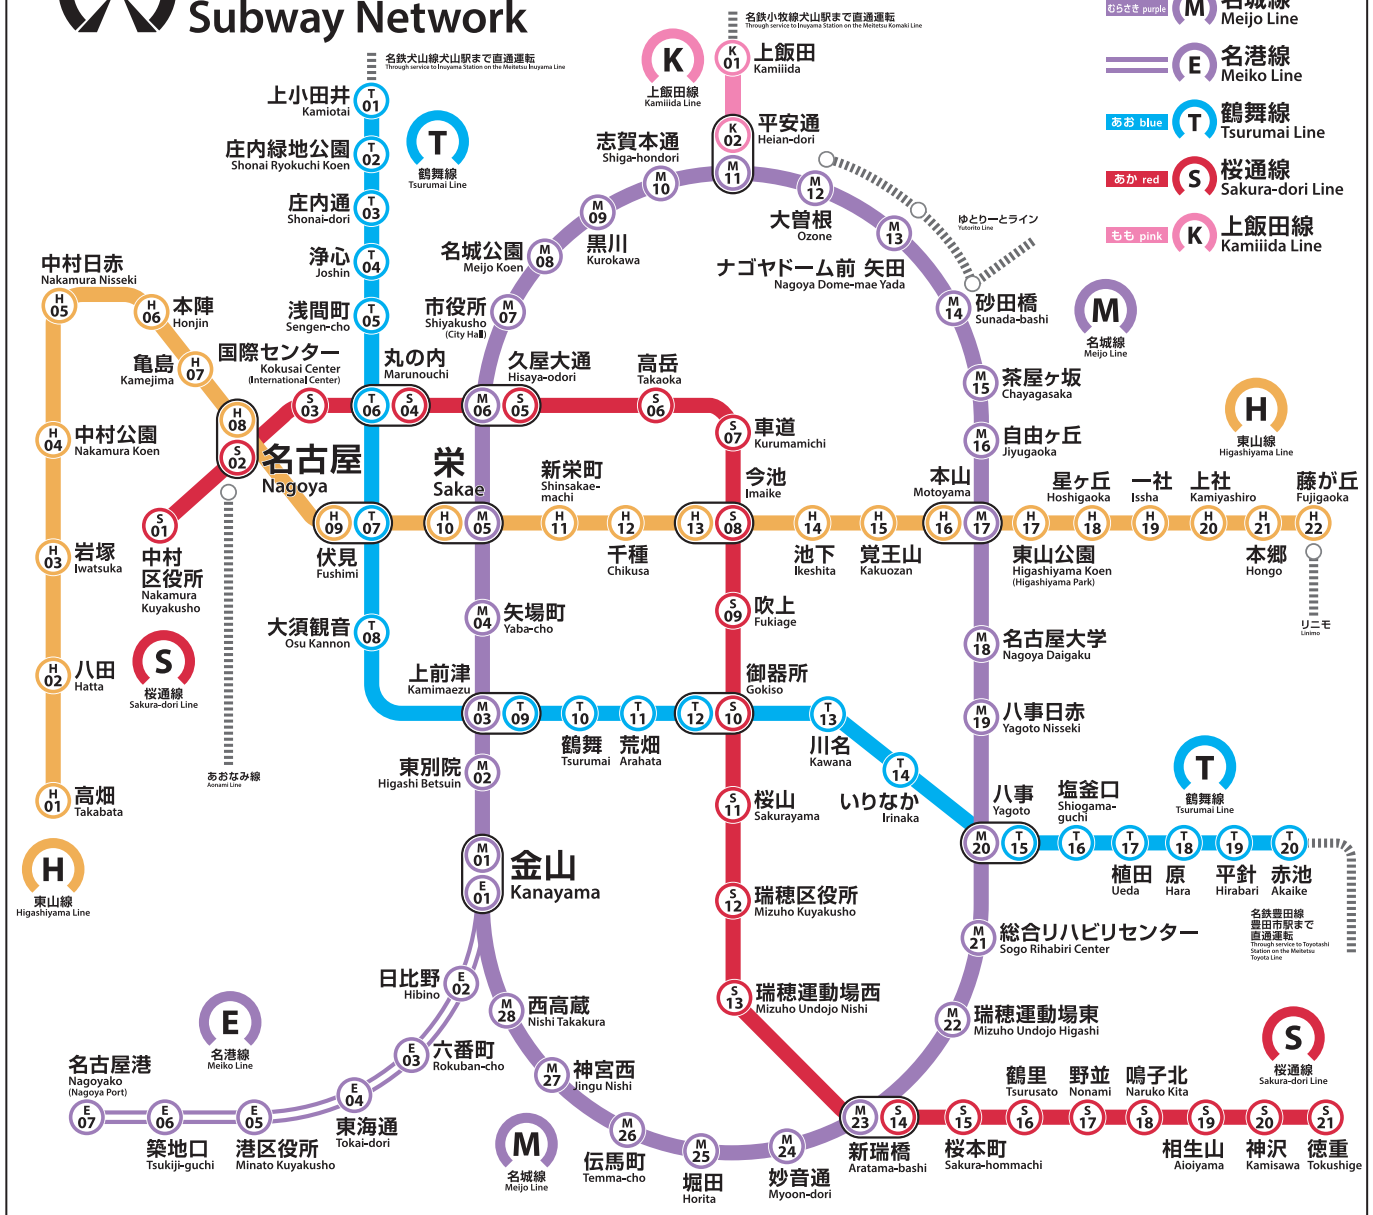 Subway Network
むらさき purple
M
名城線
Meijo Line
E
名港線
Meiko Line
あお blue
T
鶴舞線
Tsurumai Line
あか red
S
桜通線
Sakura-dori Line
もも pink
K
上飯田線
Kamiiida Line
名鉄犬山線犬山駅まで直通運転
Through service to Inuyama Station on the Meitetsu Inuyama Line
名鉄小牧線犬山駅まで直通運転
Through service to Inuyama Station on the Meitetsu Komaki Line
K
上飯田線
Kamiiida Line
K
01
上飯田
Kamiiida
K
02
M
11
平安通
Heian-dori
T
鶴舞線
Tsurumai Line
上小田井
Kamiotai
T
01
庄内緑地公園
Shonai Ryokuchi Koen
T
02
庄内通
Shonai-dori
T
03
浄心
Joshin
T
04
浅間町
Sengen-cho
T
05
志賀本通
Shiga-hondori
M
10
M
09
黒川
Kurokawa
名城公園
Meijo Koen
M
08
市役所
Shiyakusho
(City Hall)
M
07
M
12
大曽根
Ozone
M
13
ナゴヤドーム前 矢田
Nagoya Dome-mae Yada
ゆとりーとライン
Yutorito Line
M
14
砂田橋
Sunada-bashi
M
名城線
Meijo Line
M
15
茶屋ヶ坂
Chayagasaka
M
16
自由ヶ丘
Jiyugaoka
中村日赤
Nakamura Nisseki
H
05
H
06
本陣
Honjin
亀島
Kamejima
H
07
国際センター
Kokusai Center
(International Center)
S
03
丸の内
Marunouchi
T
06
S
04
久屋大通
Hisaya-odori
M
06
S
05
高岳
Takaoka
S
06
S
07
車道
Kurumamichi
H
東山線
Higashiyama Line
H
04
中村公園
Nakamura Koen
H
08
S
02
名古屋
Nagoya
S
01
中村
区役所
Nakamura
Kuyakusho
H
09
T
07
伏見
Fushimi
栄
Sakae
H
10
M
05
新栄町
Shinsakae-
machi
H
11
H
12
千種
Chikusa
今池
Imaike
H
13
S
08
H
14
池下
Ikeshita
H
15
覚王山
Kakuozan
本山
Motoyama
H
16
M
17
H
17
東山公園
Higashiyama Koen
(Higashiyama Park)
星ヶ丘
Hoshigaoka
H
18
一社
Issha
H
19
上社
Kamiyashiro
H
20
H
21
本郷
Hongo
藤が丘
Fujigaoka
H
22
リニモ
Linimo
H
03
岩塚
Iwatsuka
H
02
八田
Hatta
H
01
高畑
Takabata
H
東山線
Higashiyama Line
S
桜通線
Sakura-dori Line
あおなみ線
Aonami Line
大須観音
Osu Kannon
T
08
M
04
矢場町
Yaba-cho
上前津
Kamimaezu
M
03
T
09
T
10
鶴舞
Tsurumai
T
11
荒畑
Arahata
S
09
吹上
Fukiage
御器所
Gokiso
T
12
S
10
T
13
川名
Kawana
T
14
いりなか
Irinaka
M
18
名古屋大学
Nagoya Daigaku
M
19
八事日赤
Yagoto Nisseki
八事
Yagoto
M
20
T
15
塩釜口
Shiogama-
guchi
T
16
T
17
植田
Ueda
T
18
原
Hara
T
19
平針
Hirabari
T
20
赤池
Akaike
T
鶴舞線
Tsurumai Line
名鉄豊田線
豊田市駅まで
直通運転
Through service to Toyotashi
Station on the Meitetsu
Toyota Line
東別院
Higashi Betsuin
M
02
M
01
E
01
金山
Kanayama
S
11
桜山
Sakurayama
S
12
瑞穂区役所
Mizuho Kuyakusho
S
13
瑞穂運動場西
Mizuho Undojo Nishi
M
21
総合リハビリセンター
Sogo Rihabiri Center
M
22
瑞穂運動場東
Mizuho Undojo Higashi
日比野
Hibino
E
02
E
03
六番町
Rokuban-cho
E
04
東海通
Tokai-dori
E
05
港区役所
Minato Kuyakusho
E
06
築地口
Tsukiji-guchi
名古屋港
Nagoyako
(Nagoya Port)
E
07
E
名港線
Meiko Line
M
28
西高蔵
Nishi Takakura
M
27
神宮西
Jingu Nishi
M
26
伝馬町
Temma-cho
M
25
堀田
Horita
M
24
妙音通
Myoon-dori
M
名城線
Meijo Line
M
23
S
14
新瑞橋
Aratama-bashi
S
15
桜本町
Sakura-hommachi
鶴里
Tsurusato
S
16
野並
Nonami
S
17
鳴子北
Naruko Kita
S
18
S
19
相生山
Aioiyama
S
20
神沢
Kamisawa
S
21
徳重
Tokushige
S
桜通線
Sakura-dori Line